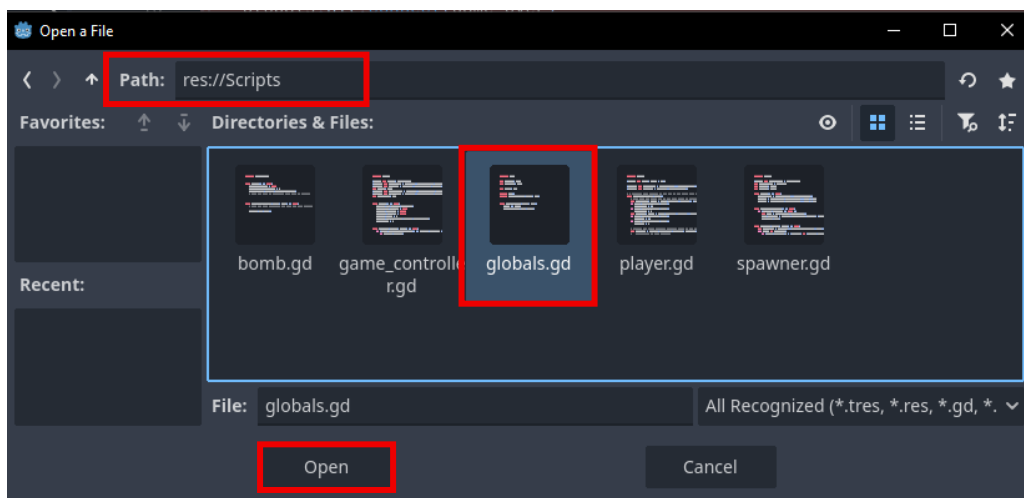 Open a File
Path: res://Scripts
Favorites: Directories & Files:
bomb.gd game_controlle globals.gd player.gd spawner.gd
r.gd
Recent:
File: globals.gd All Recognized (*.tres, *.res, *.gd, *.
Open Cancel